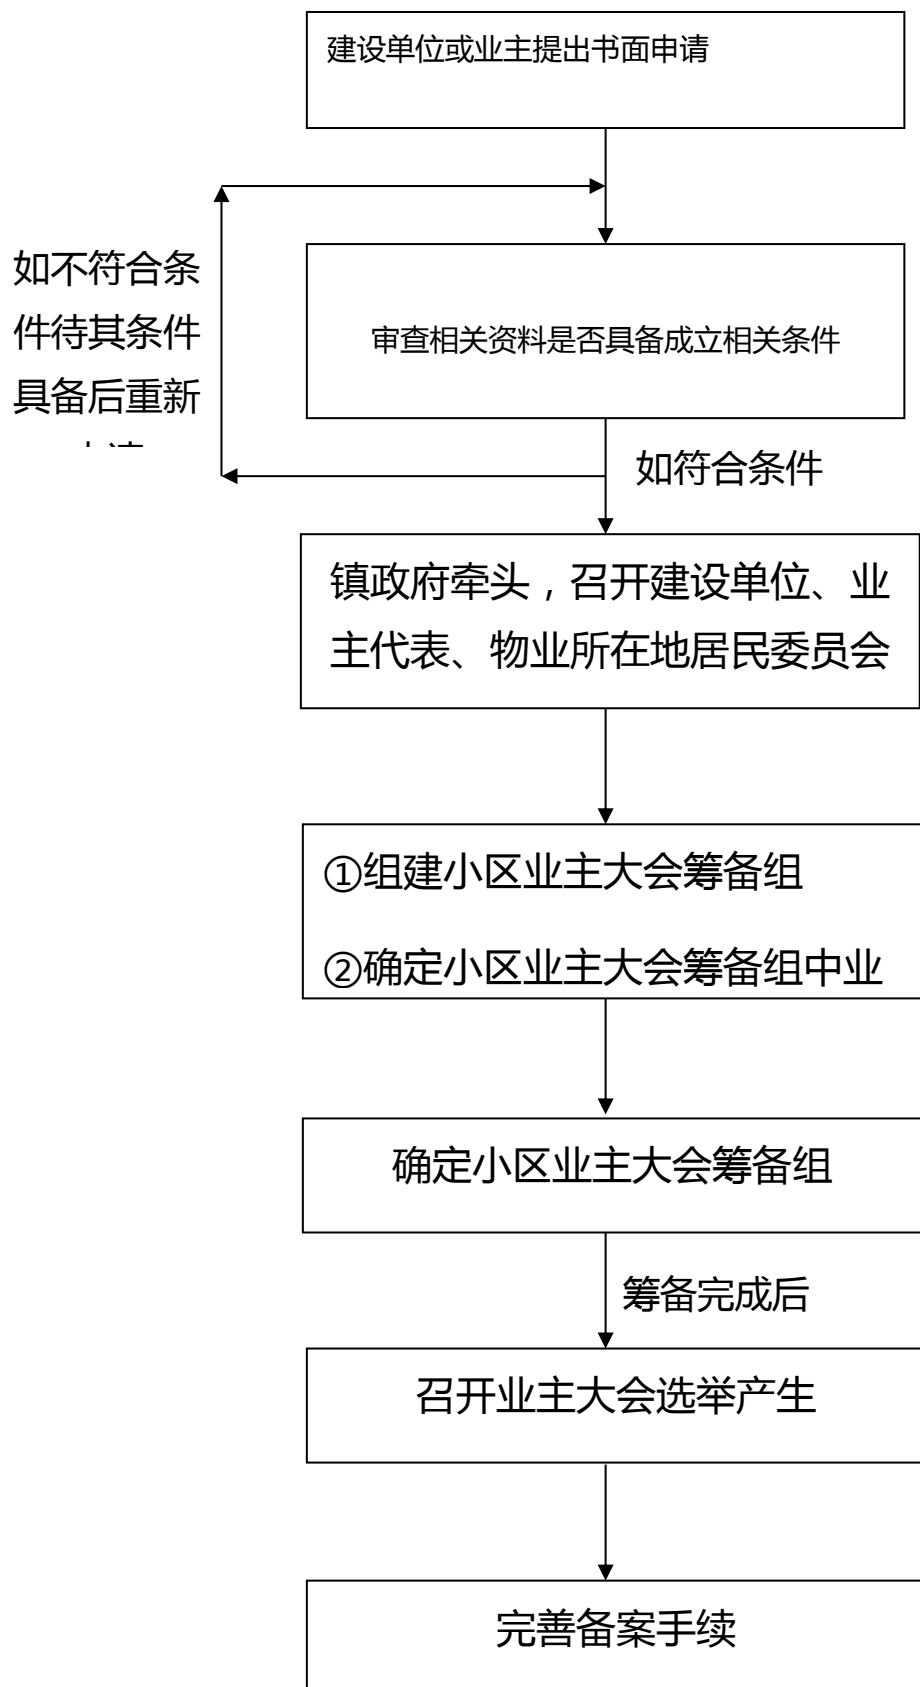 建设单位或业主提出书面申请
如不符合条
件待其条件
具备后重新
审查相关资料是否具备成立相关条件
如符合条件
镇政府牵头，召开建设单位、业
主代表、物业所在地居民委员会
①组建小区业主大会筹备组
②确定小区业主大会筹备组中业
确定小区业主大会筹备组
筹备完成后
召开业主大会选举产生
完善备案手续